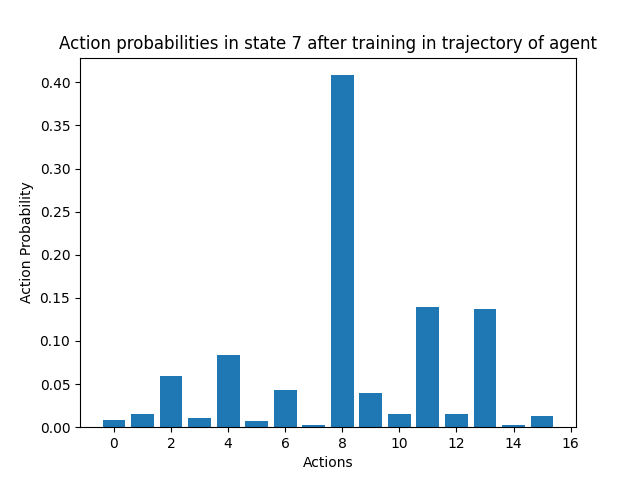 Action probabilities in state 7 after training in trajectory of agent
0.40
0.35
0.30
0.25
0.20
0.15
0.10
0.05
0.00
Action Probability
0 2 4 6 8 10 12 14 16
Actions